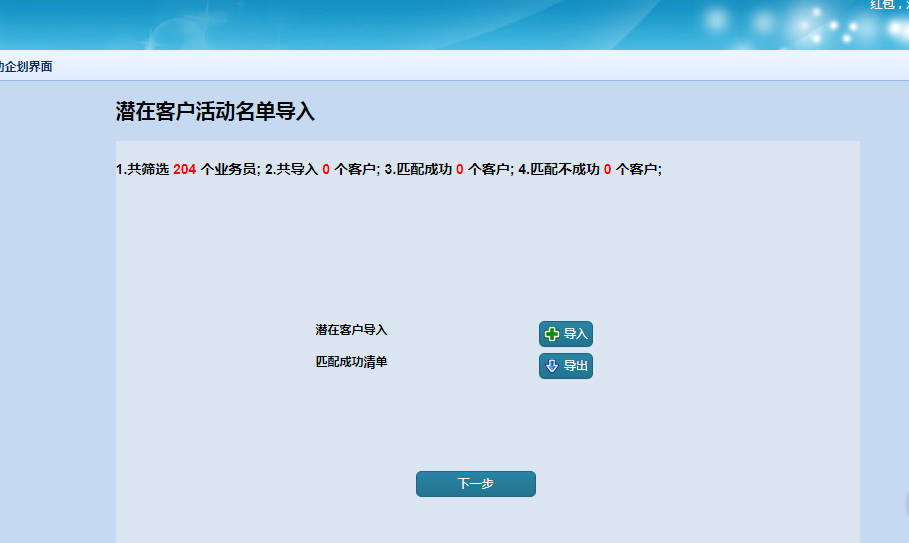 红包，
动企划界面
潜在客户活动名单导入
1.共筛选 204 个业务员; 2.共导入 0 个客户; 3.匹配成功 0 个客户; 4.匹配不成功 0 个客户;
潜在客户导入 导入
匹配成功清单 导出
下一步